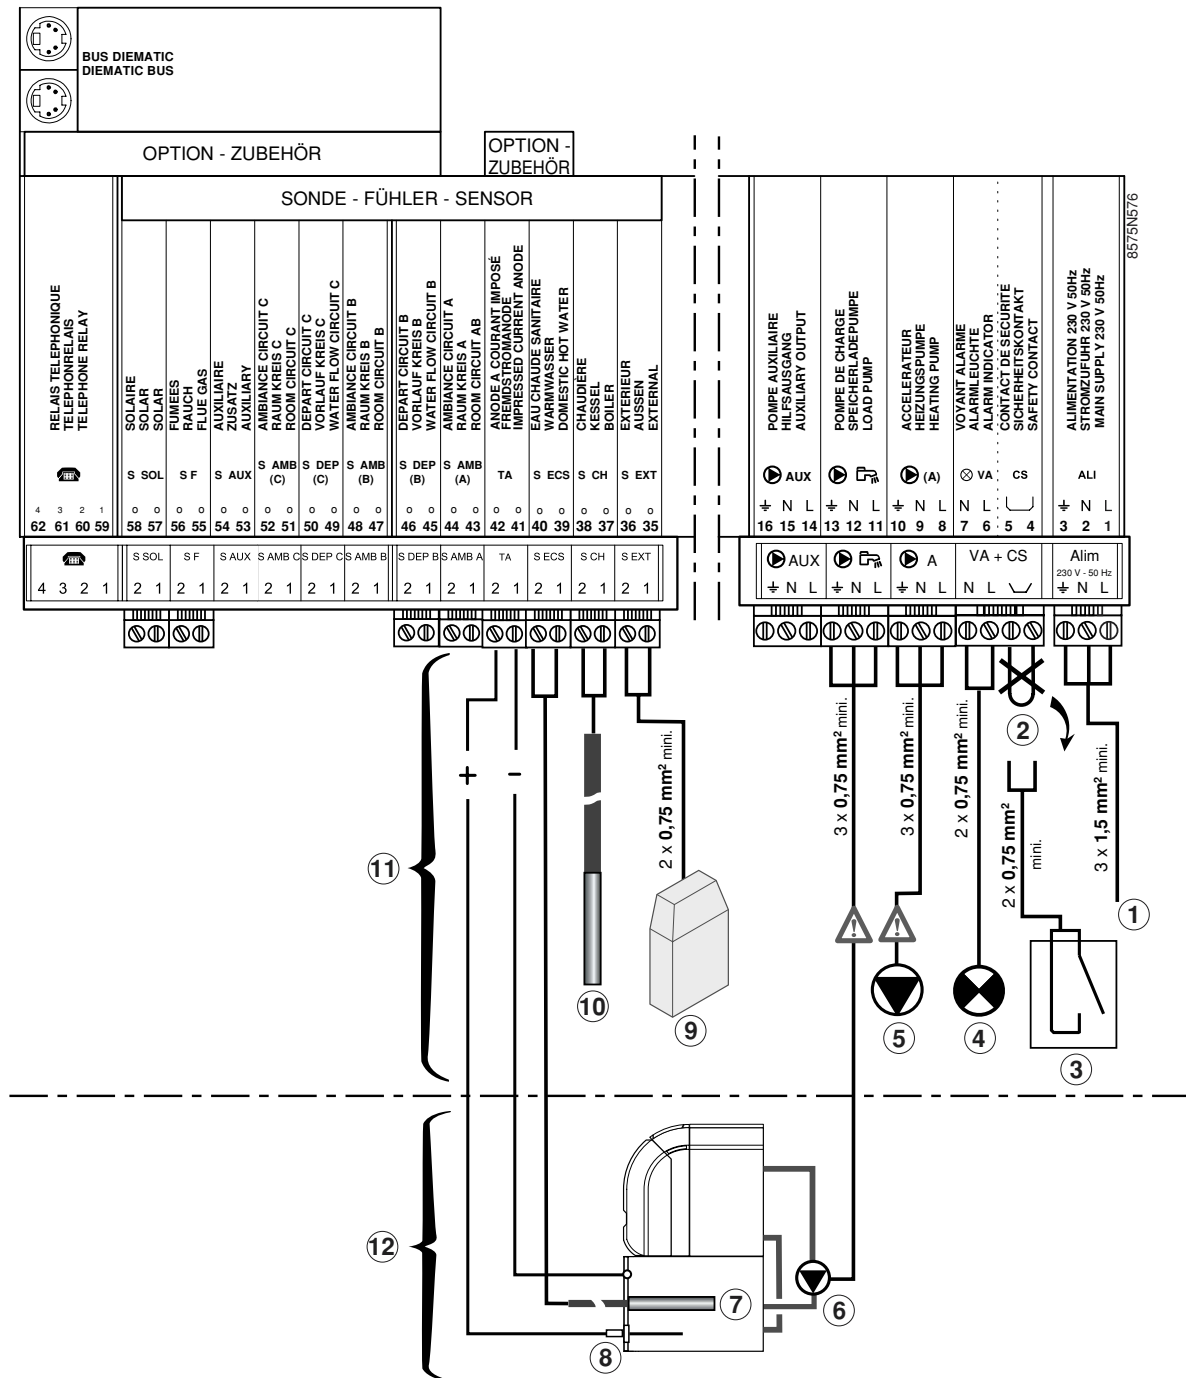 BUS DIEMATIC
DIEMATIC BUS
OPTION - ZUBEHÖR
OPTION -
ZUBEHÖR
SONDE - FÜHLER - SENSOR
8575N576
RELAIS TELEPHONIQUE
TELEPHONRELAIS
TELEPHONE RELAY
SOLAIRE
SOLAR
SOLAR
FUMEES
RAUCH
FLUE GAS
AUXILIAIRE
ZUSATZ
AUXILIARY
AMBIANCE CIRCUIT C
RAUM KREIS C
ROOM CIRCUIT C
DEPART CIRCUIT C
VORLAUF KREIS C
WATER FLOW CIRCUIT C
AMBIANCE CIRCUIT B
RAUM KREIS B
ROOM CIRCUIT B
DEPART CIRCUIT B
VORLAUF KREIS B
WATER FLOW CIRCUIT B
AMBIANCE CIRCUIT A
RAUM KREIS A
ROOM CIRCUIT AB
ANODE A COURANT IMPOSÉ
FREMDSTROMANODE
IMPRESSED CURRENT ANODE
EAU CHAUDE SANITAIRE
WARMWASSER
DOMESTIC HOT WATER
CHAUDIÈRE
KESSEL
BOILER
EXTERIEUR
AUSSEN
EXTERNAL
POMPE AUXILIAIRE
HILFSAUSGANG
AUXILIARY OUTPUT
POMPE DE CHARGE
SPEICHERLADEPUMPE
LOAD PUMP
ACCELERATEUR
HEIZUNGSPUMPE
HEATING PUMP
VOYANT ALARME
ALARMLEUCHTE
ALARM INDICATOR
CONTACT DE SÉCURITÉ
SICHERHEITSKONTAKT
SAFETY CONTACT
ALIMENTATION 230 V 50Hz
STROMZUFUHR 230 V 50Hz
MAIN SUPPLY 230 V 50Hz
S SOL S F S AUX S AMB (C) S DEP (C) S AMB (B) S DEP (B) S AMB (A) TA S ECS S CH S EXT AUX (A) VA CS ALI
4 3 2 1 N L N L N L N L N L
62 61 60 59 58 57 56 55 54 53 52 51 50 49 48 47 46 45 44 43 42 41 40 39 38 37 36 35 16 15 14 13 12 11 10 9 8 7 6 5 4 3 2 1
S SOL S F S AUX S AMB C S DEP C S AMB B S DEP B S AMB A TA S ECS S CH S EXT AUX A VA + CS Alim
230 V - 50 Hz
4 3 2 1 2 1 2 1 2 1 2 1 2 1 2 1 2 1 2 1 2 1 2 1 2 1 2 1 N L N L N L N L N L
+ -
2 x 0,75 mm² mini.
3 x 0,75 mm² mini.
3 x 0,75 mm² mini.
2 x 0,75 mm² mini.
2 x 0,75 mm²
mini.
3 x 1,5 mm² mini.
2
11
1
10
9
5
4
3
12
7
6
8